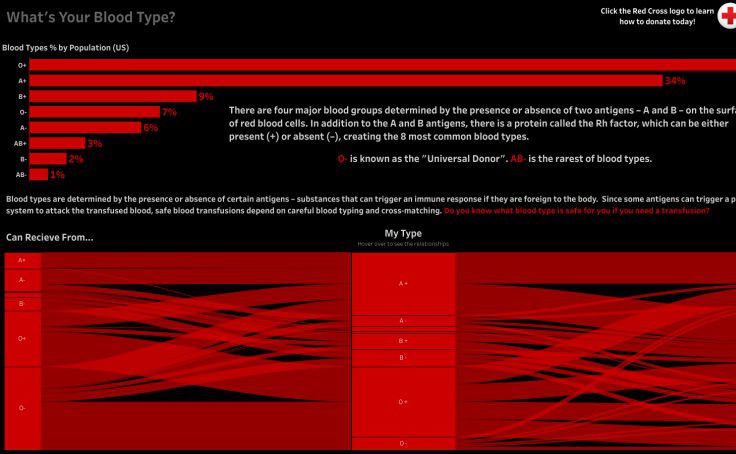 What's Your Blood Type?
Click the Red Cross logo to learn
how to donate today!
Blood Types % by Population (US)
O+
A+ 34%
B+ 9%
O- 7%
A- 6%
AB+ 3%
B- 2%
AB- 1%
There are four major blood groups determined by the presence or absence of two antigens – A and B – on the
of red blood cells. In addition to the A and B antigens, there is a protein called the Rh factor, which can be either
present (+) or absent (–), creating the 8 most common blood types.
O- is known as the "Universal Donor". AB- is the rarest of blood types.
Blood types are determined by the presence or absence of certain antigens – substances that can trigger an immune response if they are foreign to the body. Since some antigens can trigger a
system to attack the transfused blood, safe blood transfusions depend on careful blood typing and cross-matching. Do you know what blood type is safe for you if you need a transfusion?
Can Recieve From...
My Type
Hover over to see the relationships
A+
A-
B-
O+
O-
A +
A -
B +
B -
O +
O -